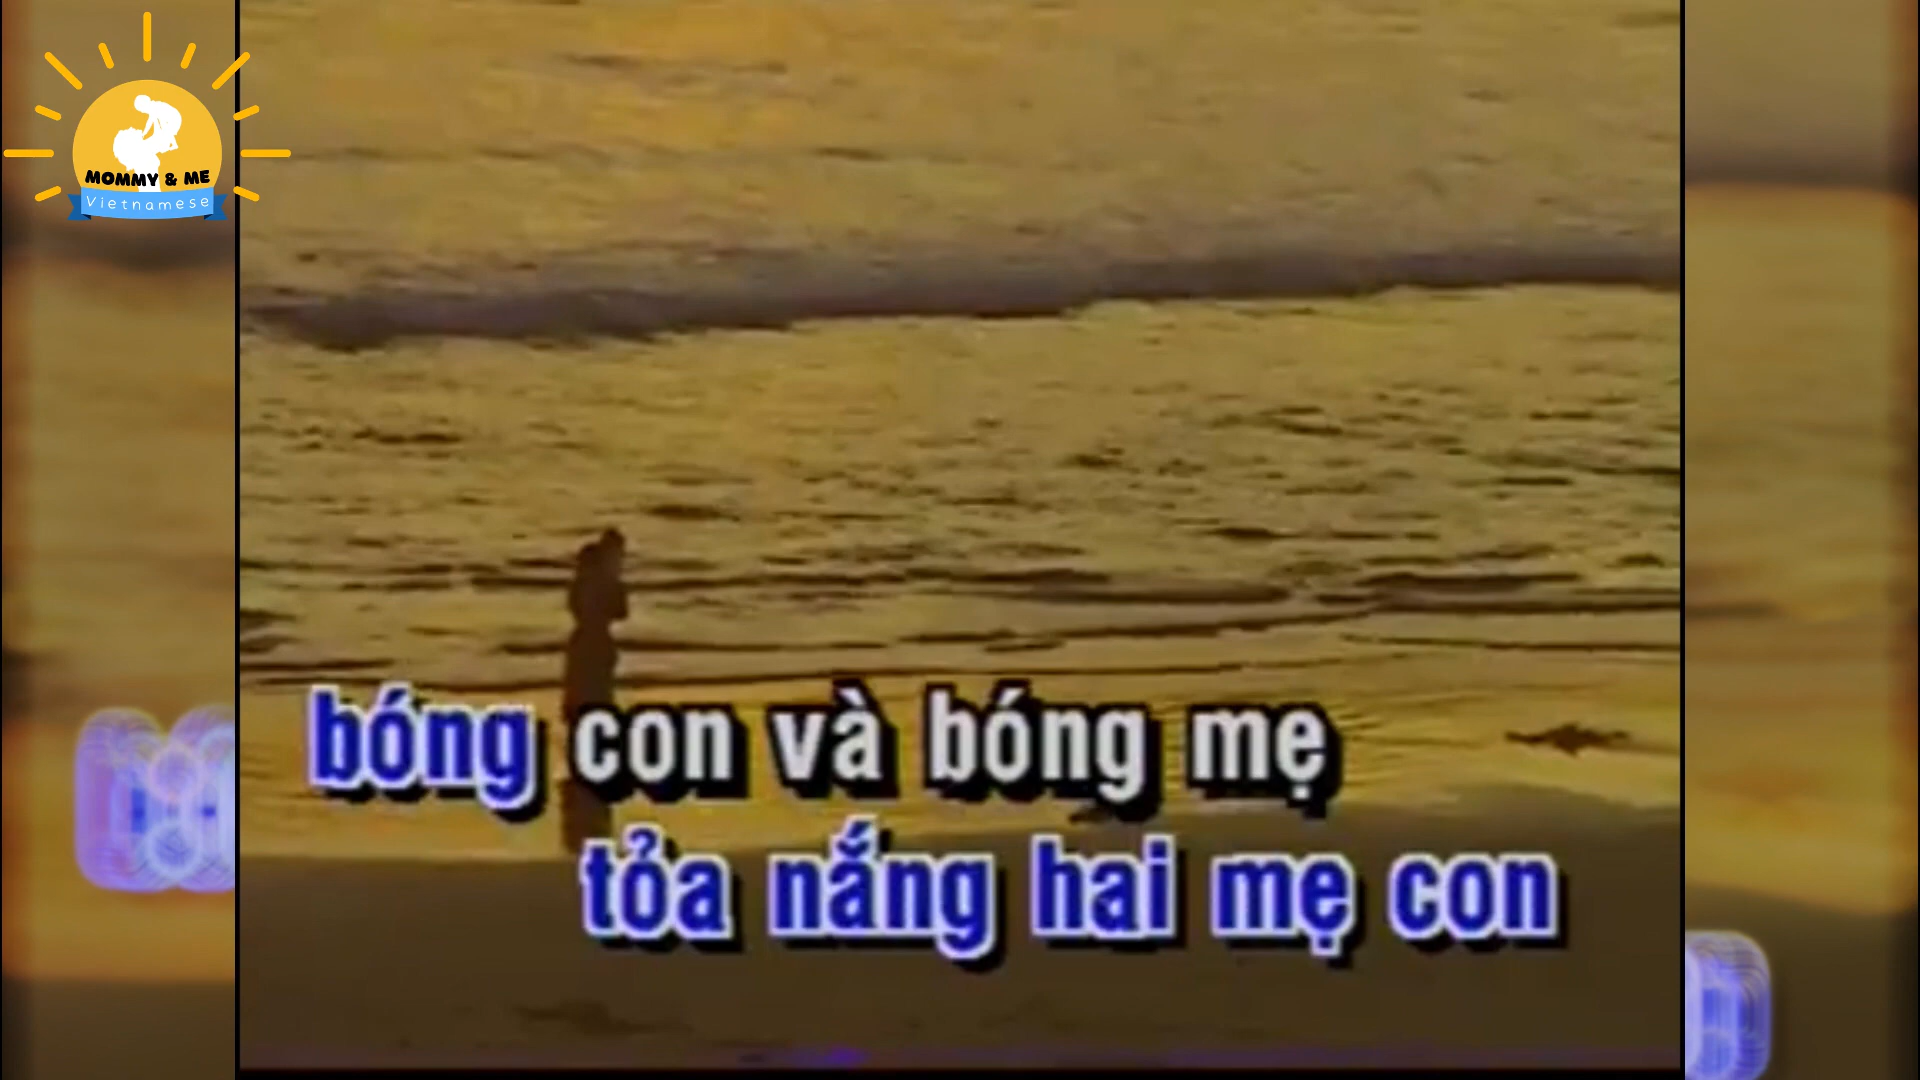 MOMMY & ME
Vietnamese
bóng con và bóng mẹ
tỏa nắng hai mẹ con